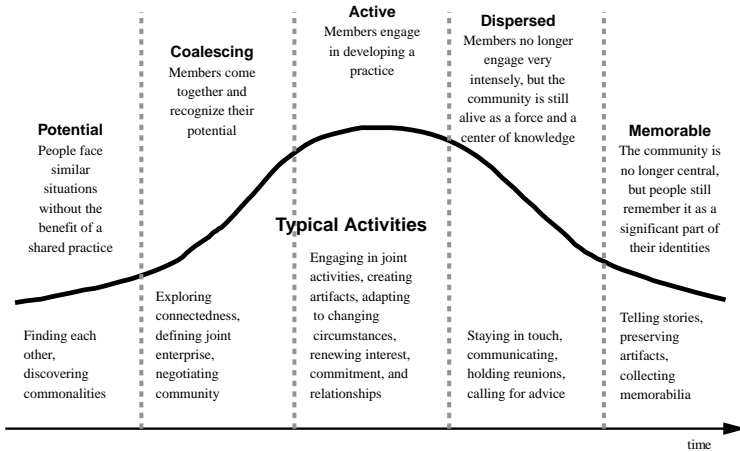 Potential
People face
similar
situations
without the
benefit of a
shared practice
Coalescing
Members come
together and
recognize their
potential
Active
Members engage
in developing a
practice
Dispersed
Members no longer
engage very
intensely, but the
community is still
alive as a force and a
center of knowledge
Memorable
The community is
no longer central,
but people still
remember it as a
significant part of
their identities
Typical Activities
Finding each
other,
discovering
commonalities
Exploring
connectedness,
defining joint
enterprise,
negotiating
community
Engaging in joint
activities, creating
artifacts, adapting
to changing
circumstances,
renewing interest,
commitment, and
relationships
Staying in touch,
communicating,
holding reunions,
calling for advice
Telling stories,
preserving
artifacts,
collecting
memorabilia
time